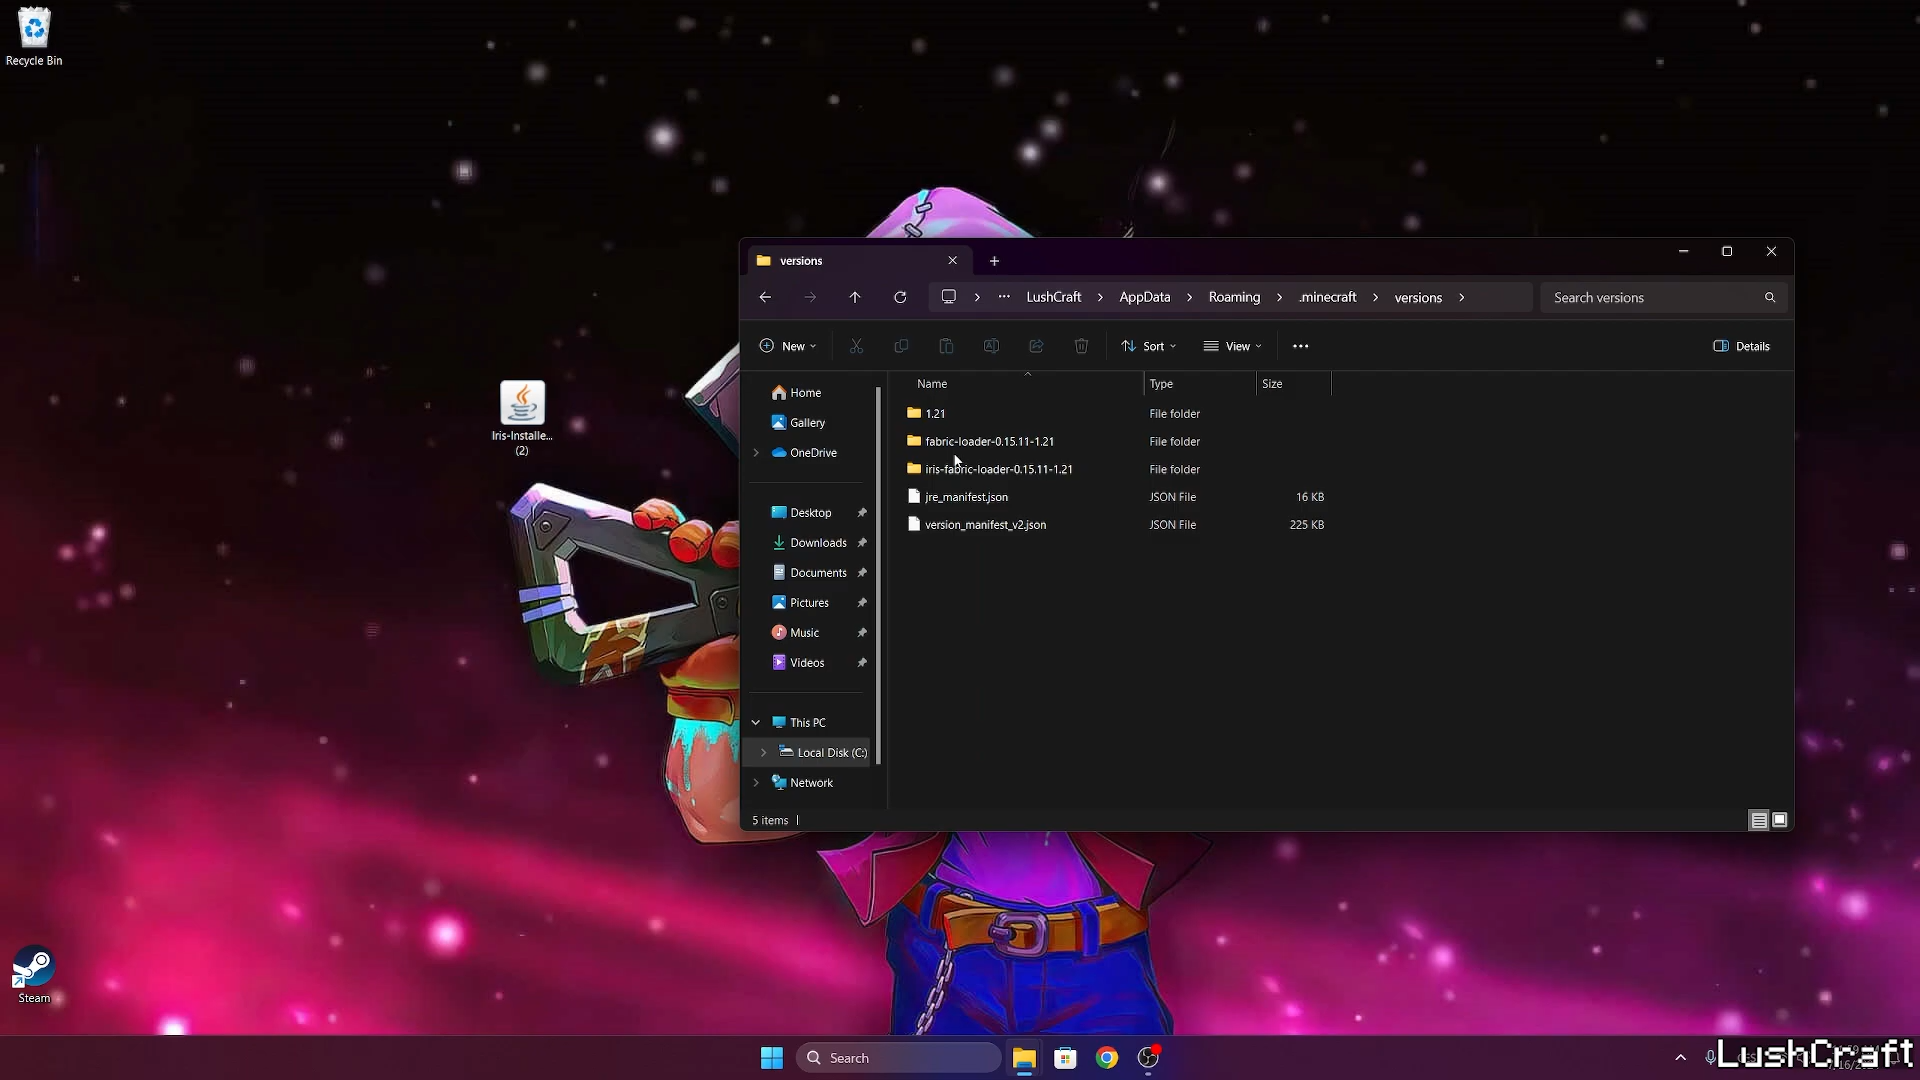 Recycle Bin
Iris-Installe...
(2)
Steam
versions
LushCraft
AppData
Roaming
.minecraft
versions
Search versions
New
Sort
View
Details
Name
Type
Size
1.21
File folder
fabric-loader-0.15.11-1.21
File folder
iris-fabric-loader-0.15.11-1.21
File folder
jre_manifest.json
JSON File
16 KB
version_manifest_v2.json
JSON File
225 KB
Home
Gallery
OneDrive
Desktop
Downloads
Documents
Pictures
Music
Videos
This PC
Local Disk (C:)
Network
5 items
Search
LushCraft